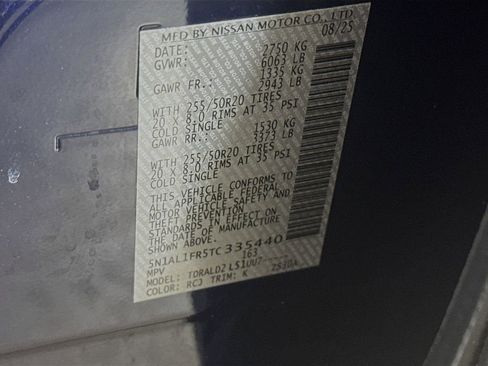 MFD BY NISSAN MOTOR CO., LTD.
DATE: 08/25
GVWR: 2750 KG
6063 LB
GAWR FR.: 1335 KG
2943 LB
WITH 255/50R20 TIRES
20 X 8.0 RIMS AT 35 PSI
COLD SINGLE
GAWR RR.: 1530 KG
3373 LB
WITH 255/50R20 TIRES
20 X 8.0 RIMS AT 35 PSI
COLD SINGLE
THIS VEHICLE CONFORMS TO
ALL APPLICABLE FEDERAL
MOTOR VEHICLE SAFETY AND
THEFT PREVENTION
STANDARDS IN EFFECT ON
THE DATE OF MANUFACTURE
SHOWN ABOVE.
5N1AL1FR5TC335440
MPV 163
MODEL: TORALDZ L51UU7
COLOR: RCJ TRIM: K